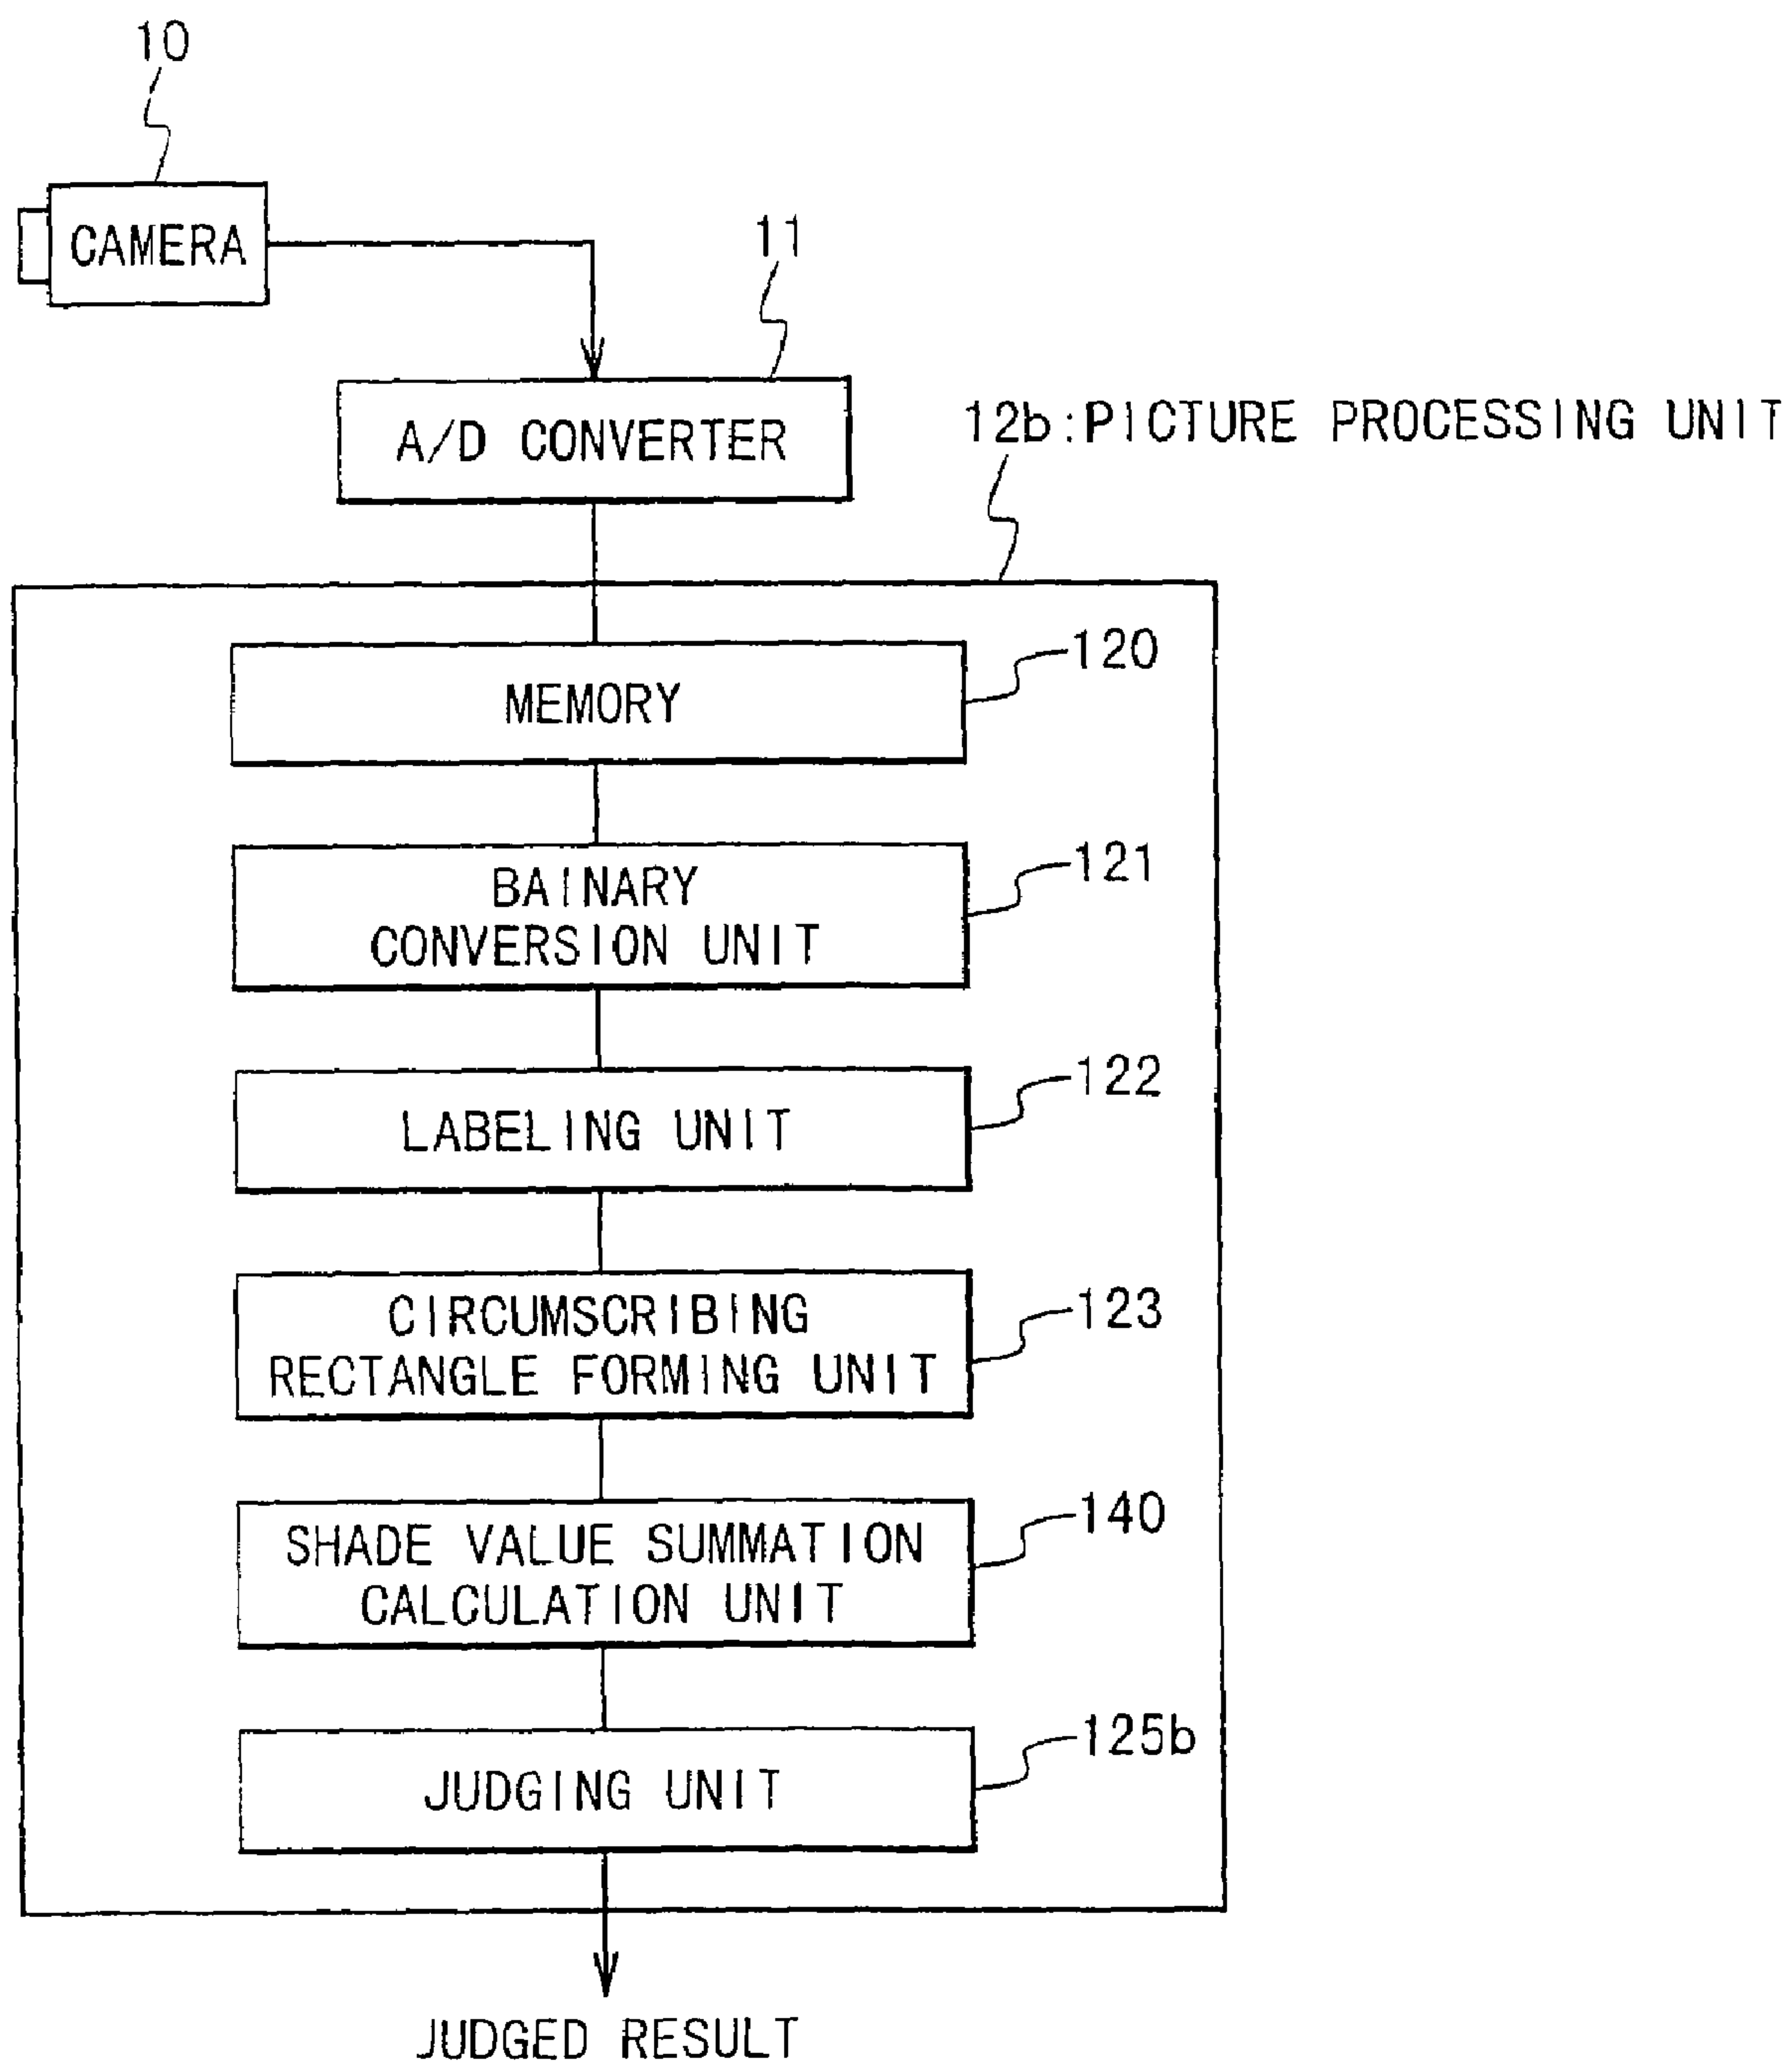 10
CAMERA
11
A/D CONVERTER
12b:PICTURE PROCESSING UNIT
MEMORY
120
BAINARY
CONVERSION UNIT
121
LABELING UNIT
122
CIRCUMSCRIBING
RECTANGLE FORMING UNIT
123
SHADE VALUE SUMMATION
CALCULATION UNIT
140
JUDGING UNIT
125b
JUDGED RESULT